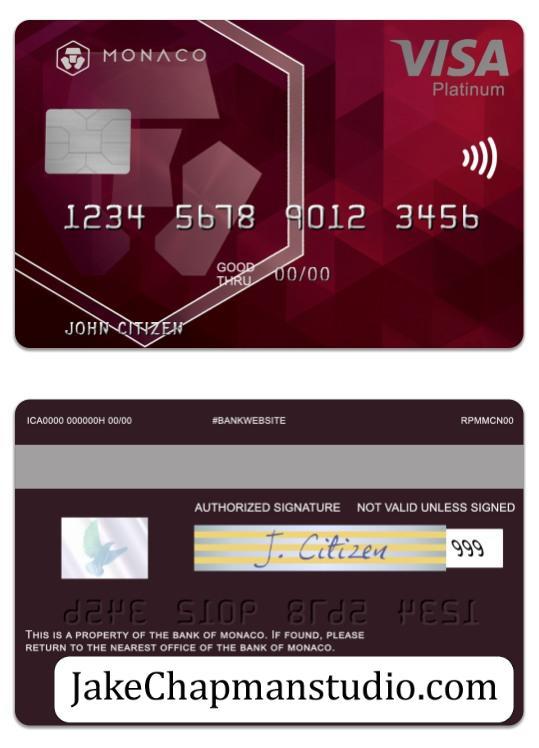 MONACO
VISA
Platinum
1234 5678 9012 3456
GOOD
THRU 00/00
JOHN CITIZEN
ICA0000 000000H 00/00 #BANKWEBSITE RPMMCN00
AUTHORIZED SIGNATURE NOT VALID UNLESS SIGNED
J. Citizen 999
1234 5678 9012 3456
THIS IS A PROPERTY OF THE BANK OF MONACO. IF FOUND, PLEASE
RETURN TO THE NEAREST OFFICE OF THE BANK OF MONACO.
JakeChapmanstudio.com